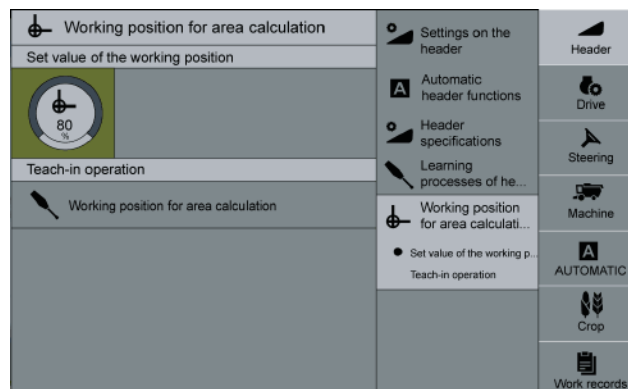 Working position for area calculation
Set value of the working position
80
%
Teach-in operation
Working position for area calculation
Settings on the
header
A
Automatic
header functions
Header
specifications
Learning
processes of he...
Working position
for area calculati...
Set value of the working p...
Teach-in operation
Header
Drive
Steering
Machine
A
AUTOMATIC
Crop
Work records